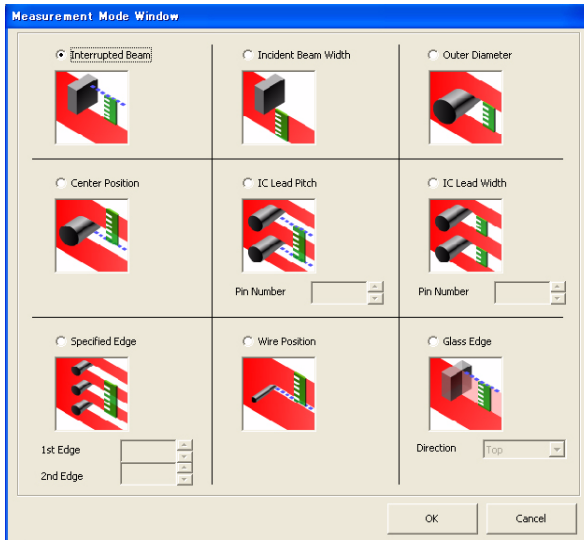 Measurement Mode Window
Interrupted Beam
Incident Beam Width
Outer Diameter
Center Position
IC Lead Pitch
IC Lead Width
Pin Number
Pin Number
Specified Edge
Wire Position
Glass Edge
1st Edge
2nd Edge
Direction
Top
OK
Cancel